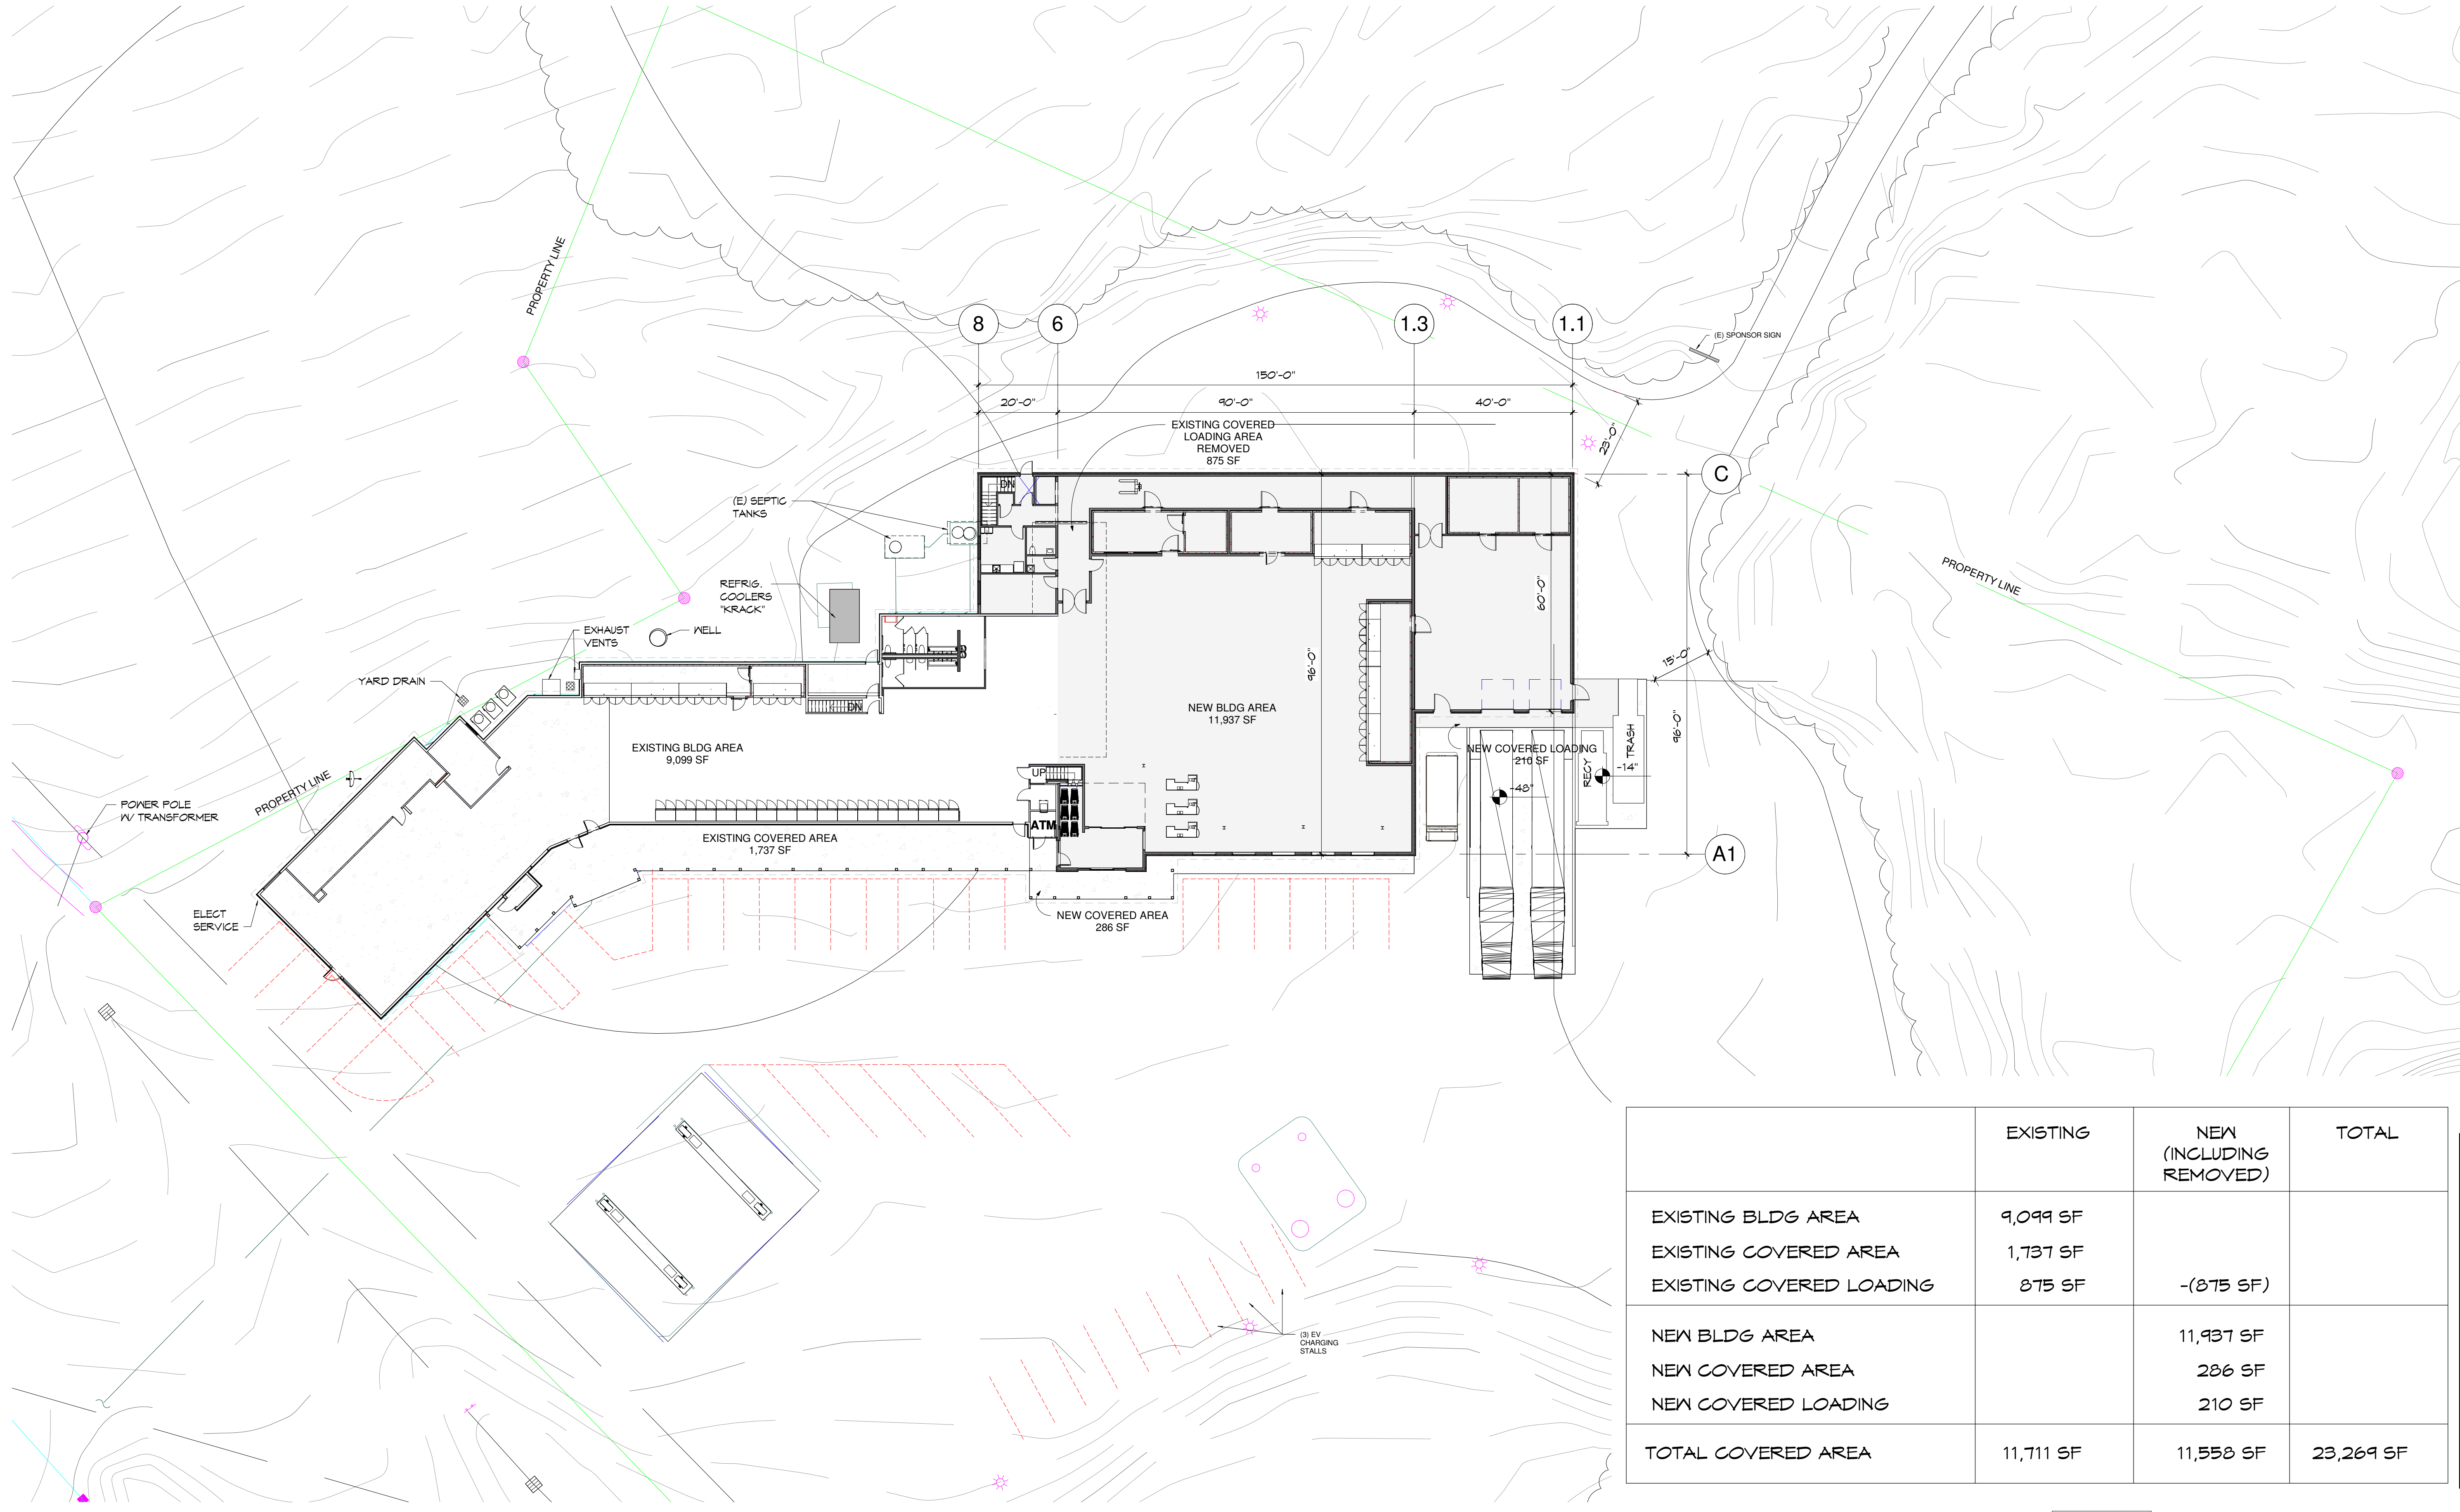 PROPERTY LINE
8
6
1.3
1.1
(E) SPONSOR SIGN
150'-0"
20'-0"
90'-0"
40'-0"
23'-0"
EXISTING COVERED
LOADING AREA
REMOVED
875 SF
C
DN
(E) SEPTIC
TANKS
REFRIG.
COOLERS
"KRACK"
60'-0"
PROPERTY LINE
EXHAUST
VENTS
WELL
96'-0"
15'-0"
YARD DRAIN
DN
NEW BLDG AREA
11,937 SF
96'-0"
EXISTING BLDG AREA
9,099 SF
NEW COVERED LOADING
210 SF
TRASH
RECY
-14"
-48"
UP
PROPERTY LINE
POWER POLE
W/ TRANSFORMER
ATM
EXISTING COVERED AREA
1,737 SF
A1
ELECT
SERVICE
NEW COVERED AREA
286 SF
(3) EV
CHARGING
STALLS
EXISTING
NEW
(INCLUDING
REMOVED)
TOTAL
EXISTING BLDG AREA 9,099 SF
EXISTING COVERED AREA 1,737 SF
EXISTING COVERED LOADING 875 SF -(875 SF)
NEW BLDG AREA 11,937 SF
NEW COVERED AREA 286 SF
NEW COVERED LOADING 210 SF
TOTAL COVERED AREA 11,711 SF 11,558 SF 23,269 SF